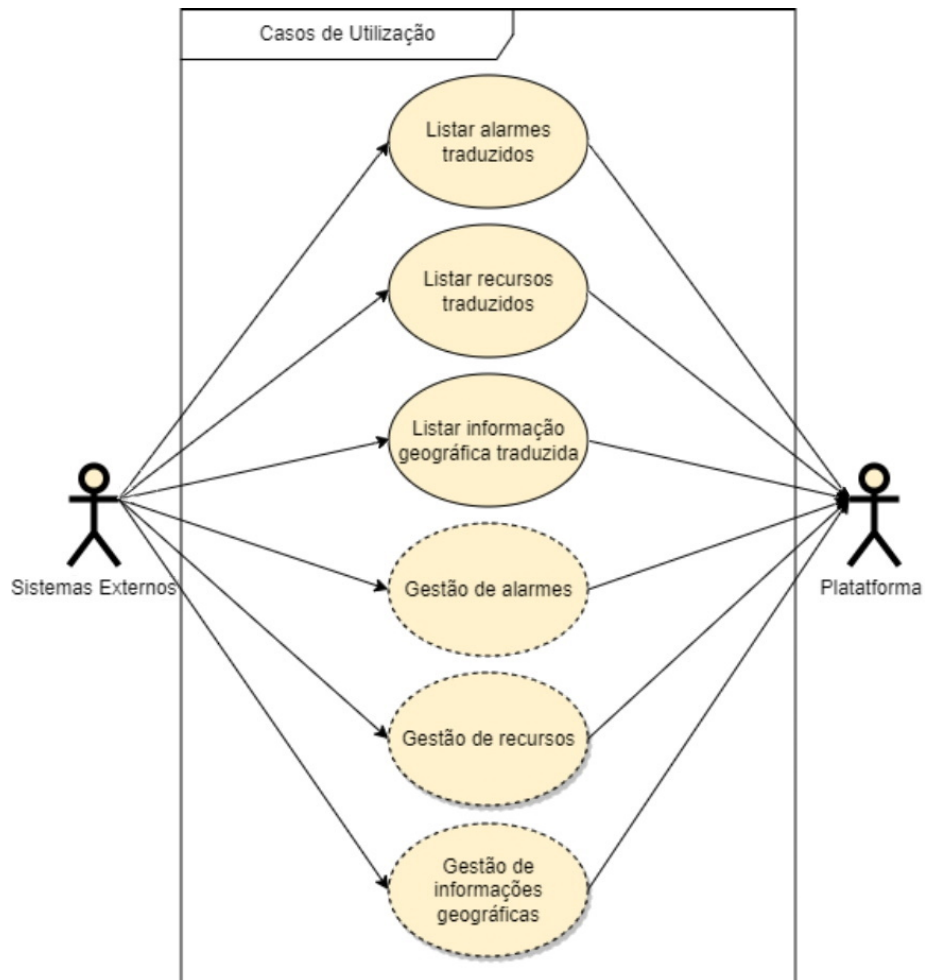 Casos de Utilização
Listar alarmes
traduzidos
Listar recursos
traduzidos
Listar informação
geográfica traduzida
Sistemas Externos
Gestão de alarmes
Platatforma
Gestão de recursos
Gestão de
informações
geográficas